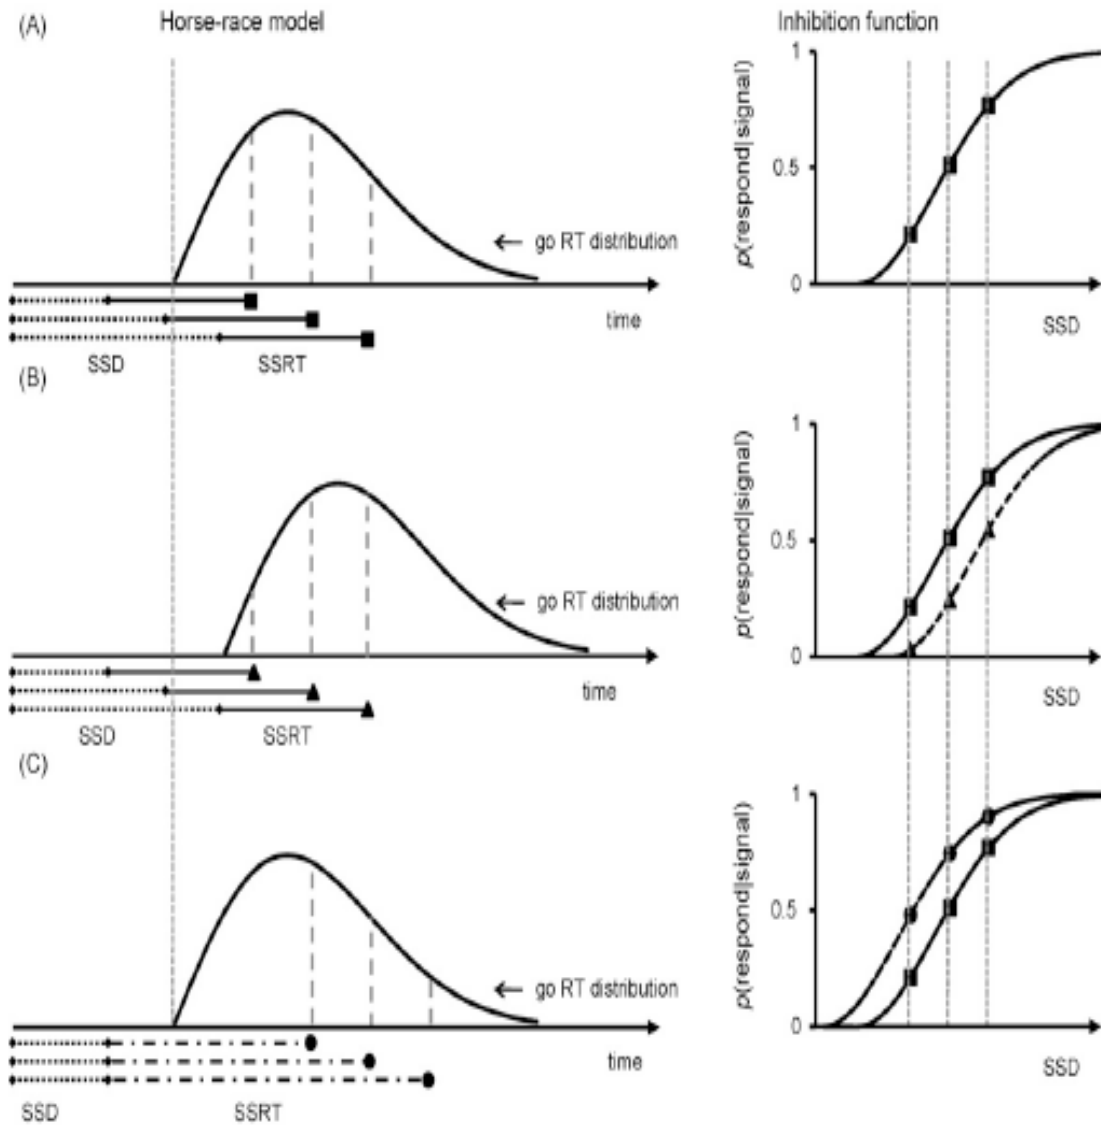 (A)
Horse-race model
Inhibition function
1
0.5
0
p(respond|signal)
go RT distribution
time
SSD
SSD
SSRT
(B)
1
0.5
0
p(respond|signal)
go RT distribution
time
SSD
SSD
SSRT
(C)
1
0.5
0
p(respond|signal)
go RT distribution
time
SSD
SSD
SSRT